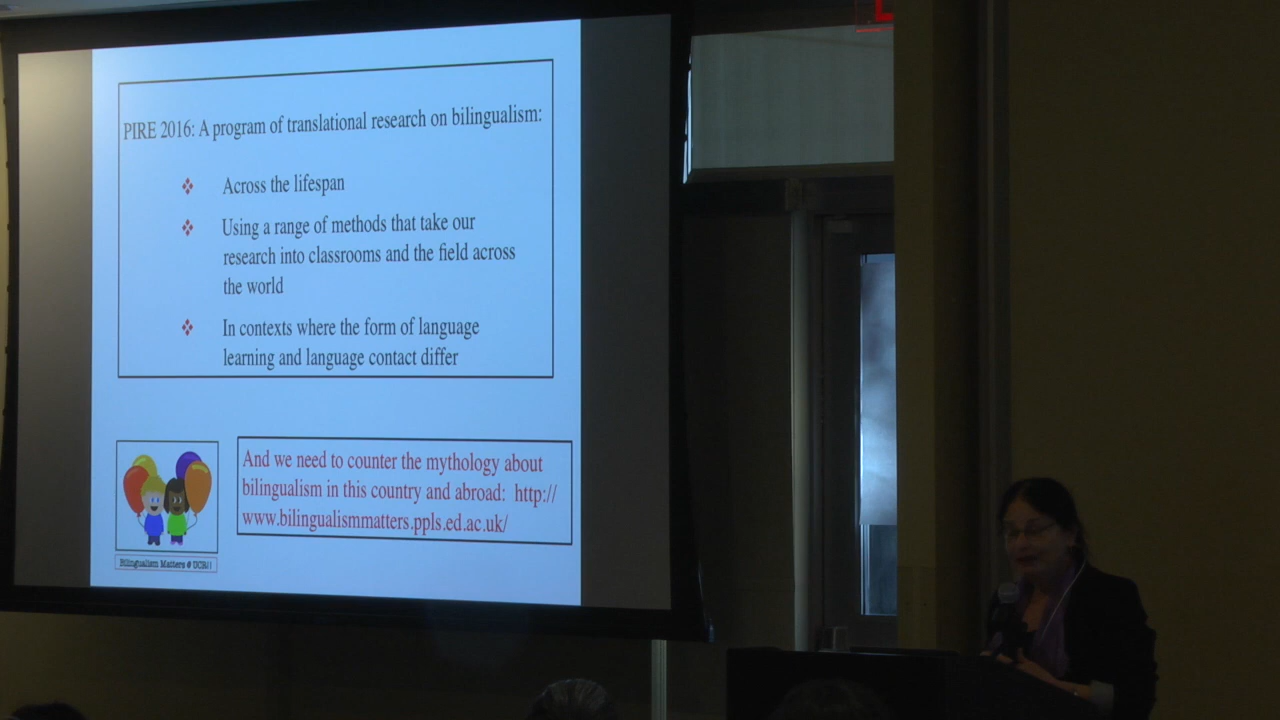 PIRE 2016: A program of translational research on bilingualism:
Across the lifespan
Using a range of methods that take our
research into classrooms and the field across
the world
In contexts where the form of language
learning and language contact differ
And we need to counter the mythology about
bilingualism in this country and abroad: http://
www.bilingualismmatters.ppls.ed.ac.uk/
Bilingualism Matters @ UCR!!